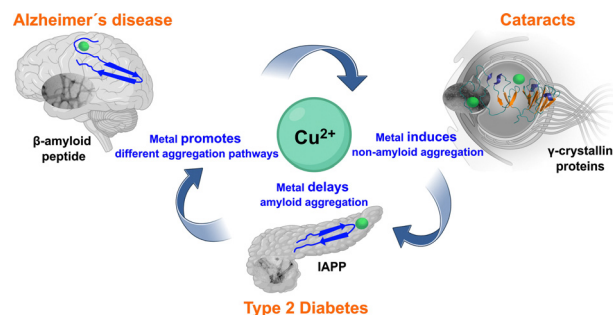 Alzheimer´s disease
Cataracts
β-amyloid
peptide
Metal promotes
different aggregation pathways
Cu2+
Metal induces
non-amyloid aggregation
γ-crystallin
proteins
Metal delays
amyloid aggregation
IAPP
Type 2 Diabetes